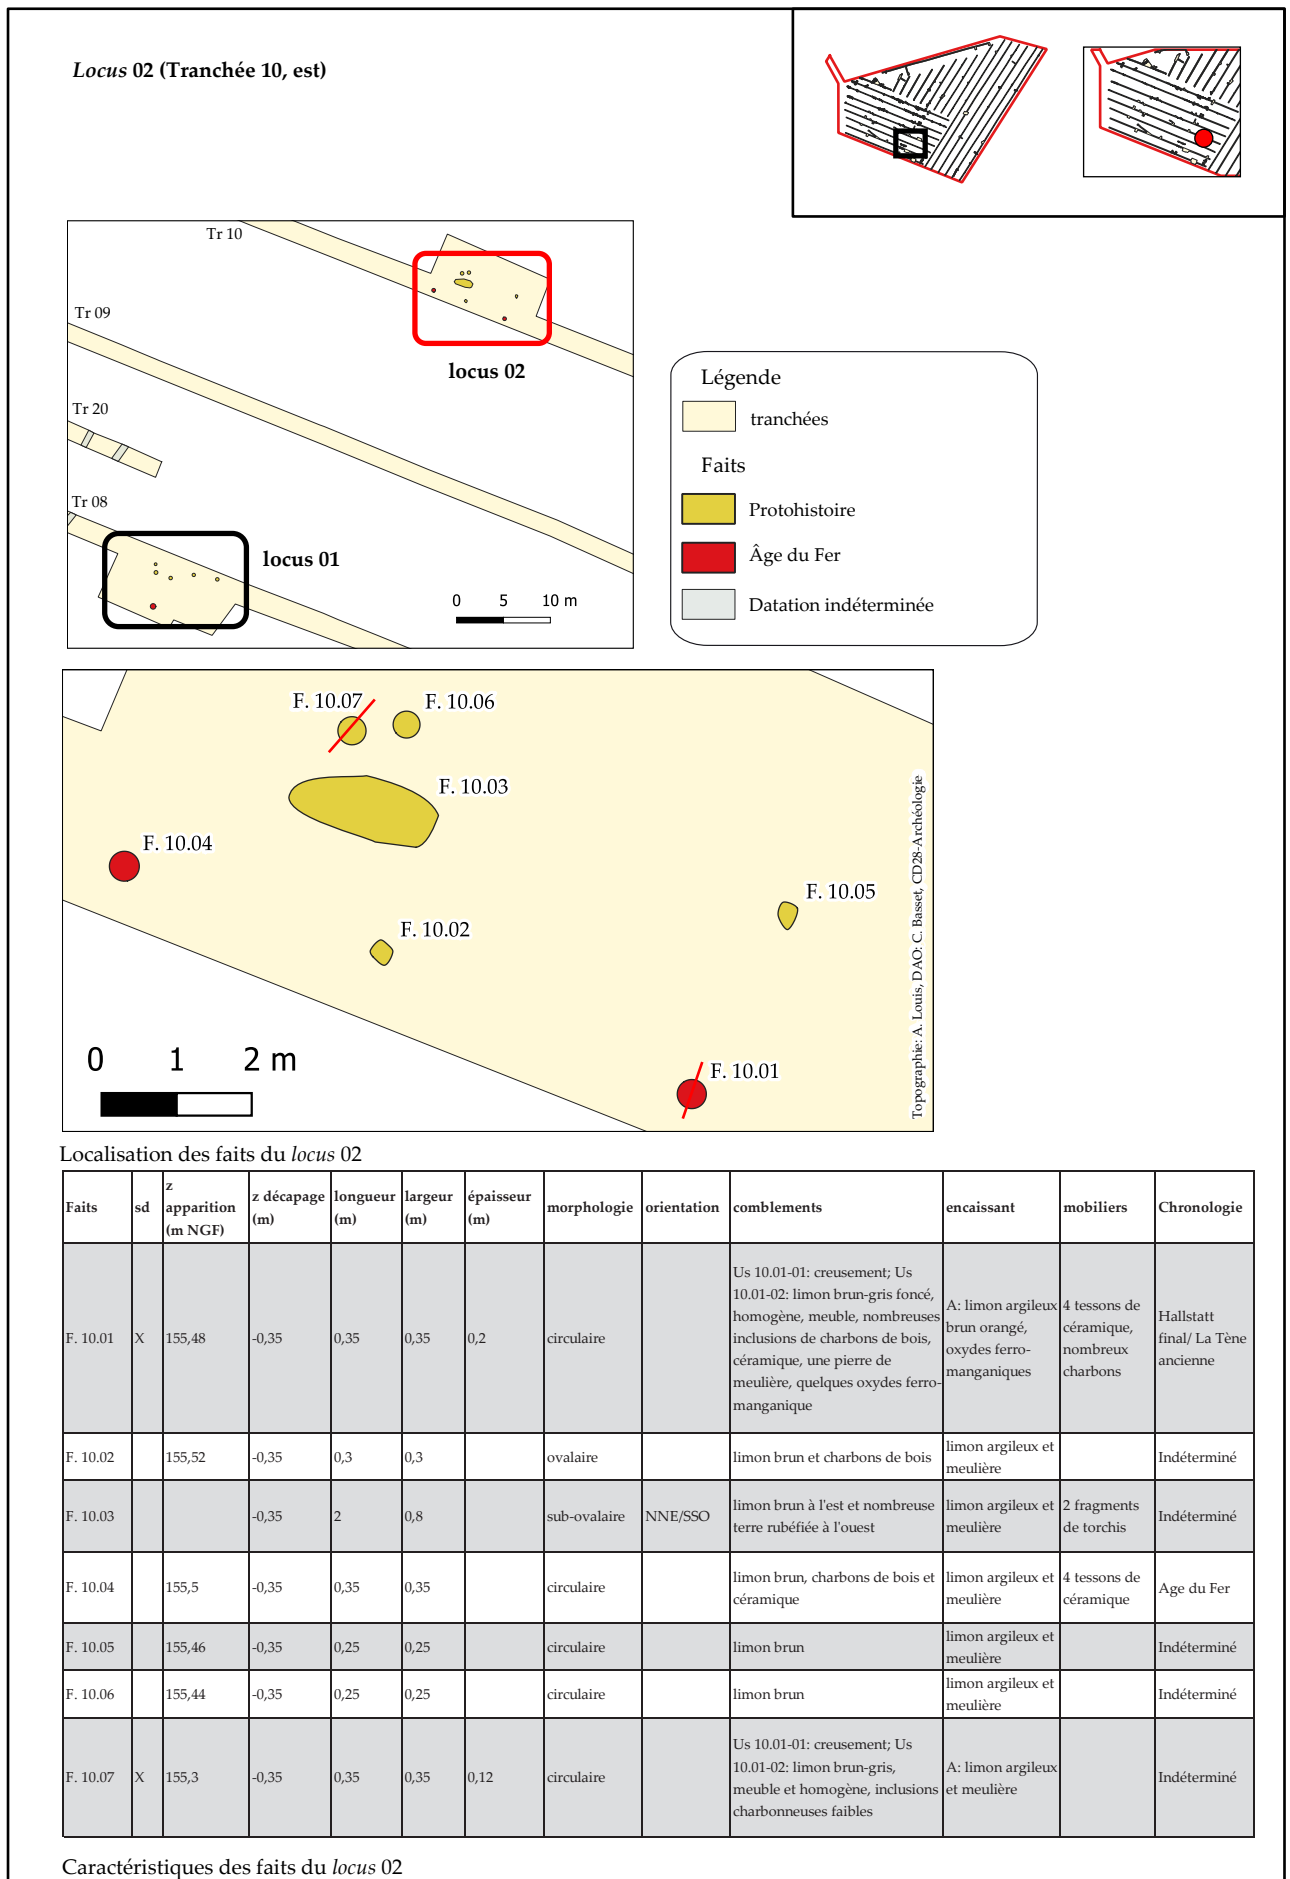 Locus 02 (Tranchée 10, est)
Tr 10
Tr 09
locus 02
Tr 20
Tr 08
locus 01
0 5 10 m
Légende
tranchées
Faits
Protohistoire
Âge du Fer
Datation indéterminée
F. 10.07
F. 10.06
F. 10.03
F. 10.04
F. 10.05
F. 10.02
F. 10.01
0 1 2 m
Topographie: A. Louis, DAO: C. Basset, CD28-Archéologie
Localisation des faits du locus 02
Faits
sd
z
apparition
(m NGF)
z décapage
(m)
longueur
(m)
largeur
(m)
épaisseur
(m)
morphologie
orientation
comblements
encaissant
mobiliers
Chronologie
F. 10.01
X
155,48
-0,35
0,35
0,35
0,2
circulaire
Us 10.01-01: creusement; Us
10.01-02: limon brun-gris foncé,
homogène, meuble, nombreuses
inclusions de charbons de bois,
céramique, une pierre de
meulière, quelques oxydes ferro-
manganique
A: limon argileux
brun orangé,
oxydes ferro-
manganiques
4 tessons de
céramique,
nombreux
charbons
Hallstatt
final/ La Tène
ancienne
F. 10.02
155,52
-0,35
0,3
0,3
ovalaire
limon brun et charbons de bois
limon argileux et
meulière
Indéterminé
F. 10.03
-0,35
2
0,8
sub-ovalaire
NNE/SSO
limon brun à l'est et nombreuse
terre rubéfiée à l'ouest
limon argileux et
meulière
2 fragments
de torchis
Indéterminé
F. 10.04
155,5
-0,35
0,35
0,35
circulaire
limon brun, charbons de bois et
céramique
limon argileux et
meulière
4 tessons de
céramique
Age du Fer
F. 10.05
155,46
-0,35
0,25
0,25
circulaire
limon brun
limon argileux et
meulière
Indéterminé
F. 10.06
155,44
-0,35
0,25
0,25
circulaire
limon brun
limon argileux et
meulière
Indéterminé
F. 10.07
X
155,3
-0,35
0,35
0,35
0,12
circulaire
Us 10.01-01: creusement; Us
10.01-02: limon brun-gris,
meuble et homogène, inclusions
charbonneuses faibles
A: limon argileux
et meulière
Indéterminé
Caractéristiques des faits du locus 02